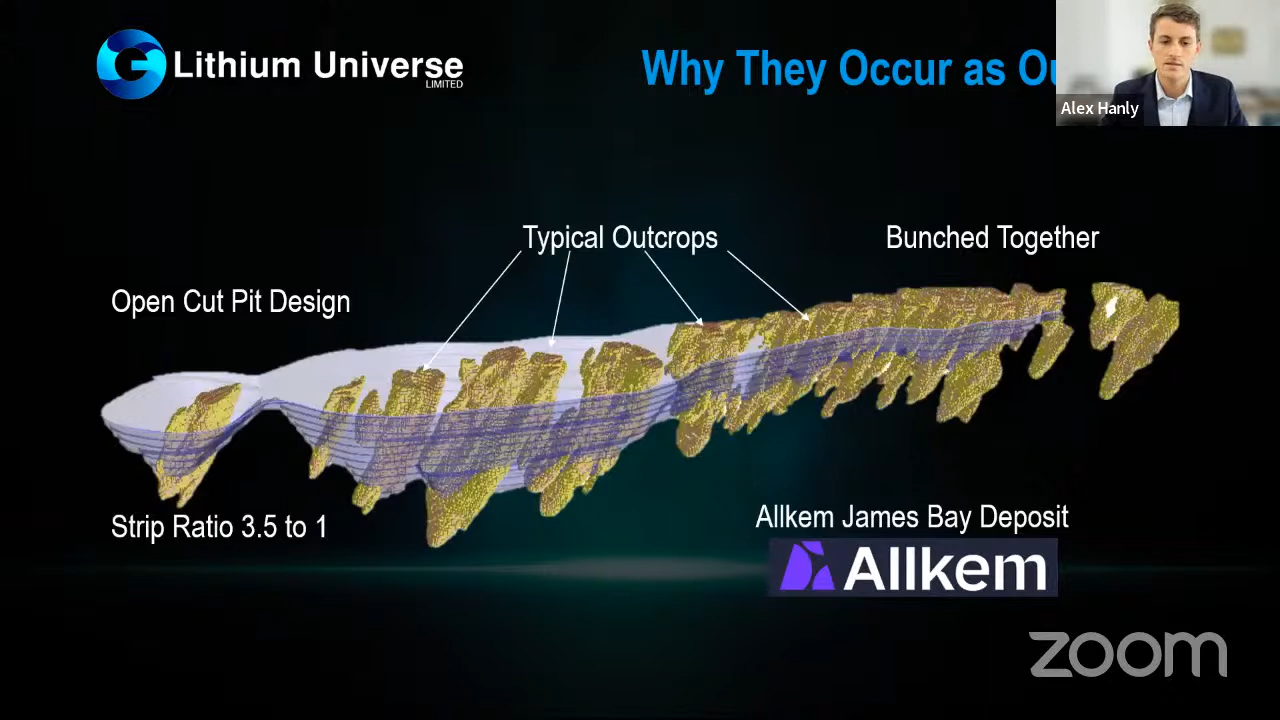 Lithium Universe
LIMITED
Why They Occur as Ou
Alex Hanly
Typical Outcrops
Bunched Together
Open Cut Pit Design
Strip Ratio 3.5 to 1
Allkem James Bay Deposit
Allkem
zoom